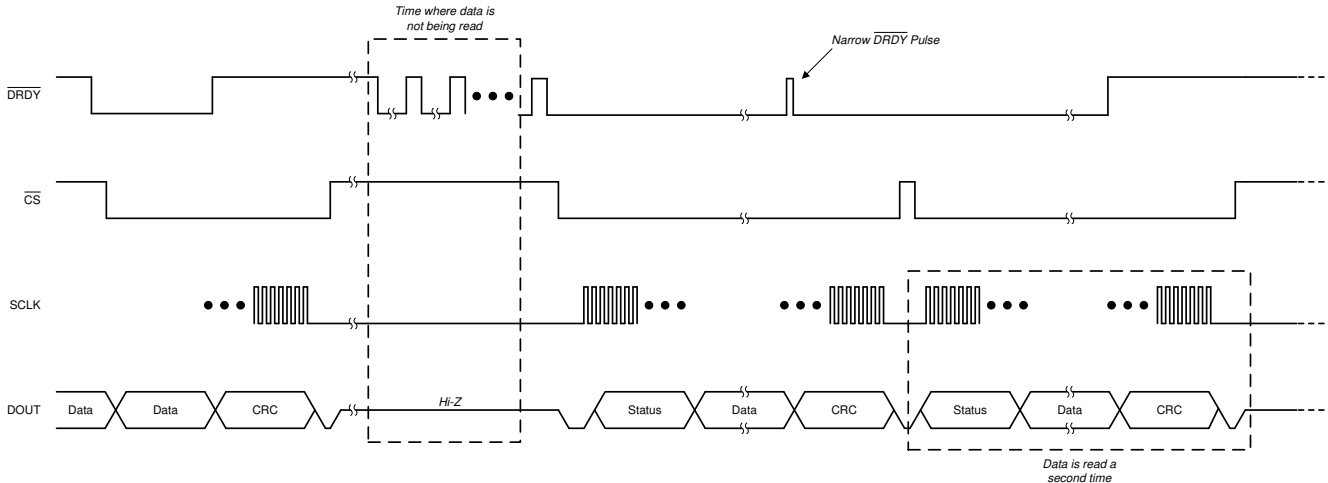 Time where data is
not being read
Narrow DRDY Pulse
DRDY
CS
SCLK
DOUT Data Data CRC Hi-Z Status Data CRC Status Data CRC
Data is read a
second time